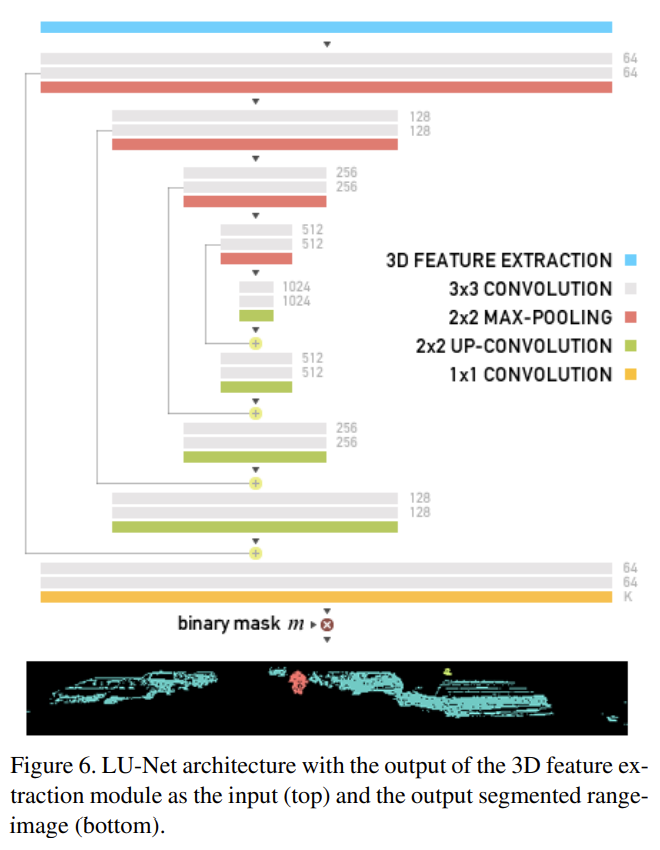 64
64
128
128
256
256
512
512
3D FEATURE EXTRACTION
1024
3x3 CONVOLUTION
1024
2x2 MAX-POOLING
+
2x2 UP-CONVOLUTION
512
512
1x1 CONVOLUTION
+
256
256
+
128
128
+
64
64
K
binary mask m
Figure 6. LU-Net architecture with the output of the 3D feature ex-
traction module as the input (top) and the output segmented range-
image (bottom).